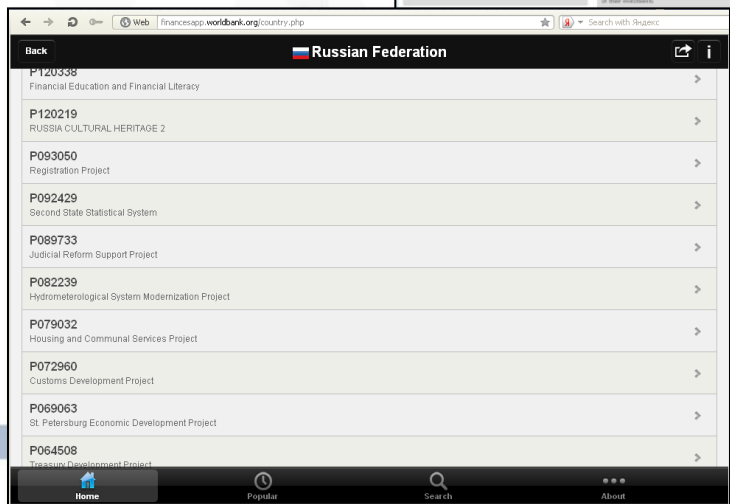 of their investments.
Web financesapp.worldbank.org/country.php Search with Яндекс
Back Russian Federation i
P120338
Financial Education and Financial Literacy
P120219
RUSSIA CULTURAL HERITAGE 2
P093050
Registration Project
P092429
Second State Statistical System
P089733
Judicial Reform Support Project
P082239
Hydrometerological System Modernization Project
P079032
Housing and Communal Services Project
P072960
Customs Development Project
P069063
St. Petersburg Economic Development Project
P064508
Treasury Development Project
Home Popular Search About